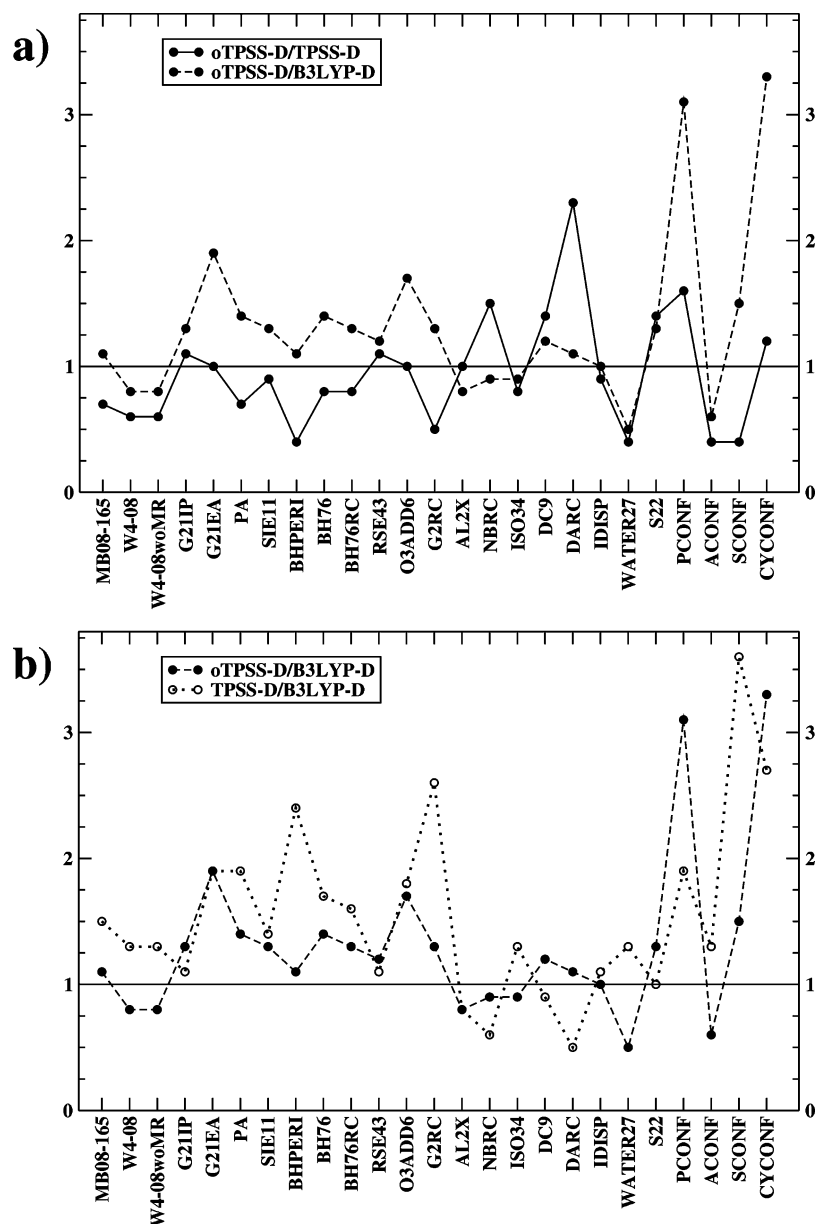 a)
oTPSS-D/TPSS-D
oTPSS-D/B3LYP-D
3 3
2 2
1 1
0 0
MB08-165 W4-08 W4-08woMR G21IP G21EA PA SIE11 BHPERI BH76 BH76RC RSE43 O3ADD6 G2RC AL2X NBRC ISO34 DC9 DARC IDISP WATER27 S22 PCONF ACONF SCONF CYCONF
b)
oTPSS-D/B3LYP-D
TPSS-D/B3LYP-D
3 3
2 2
1 1
0 0
MB08-165 W4-08 W4-08woMR G21IP G21EA PA SIE11 BHPERI BH76 BH76RC RSE43 O3ADD6 G2RC AL2X NBRC ISO34 DC9 DARC IDISP WATER27 S22 PCONF ACONF SCONF CYCONF